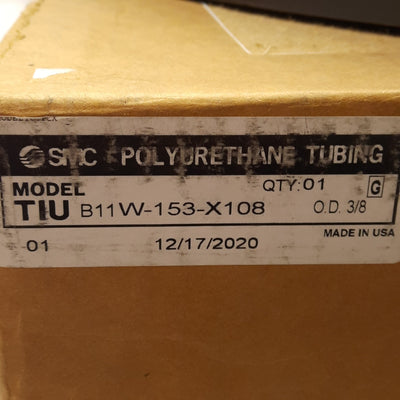 SMC POLYURETHANE TUBING
MODEL QTY:01 G
TIU B11W-153-X108 O.D. 3/8
MADE IN USA
01 12/17/2020